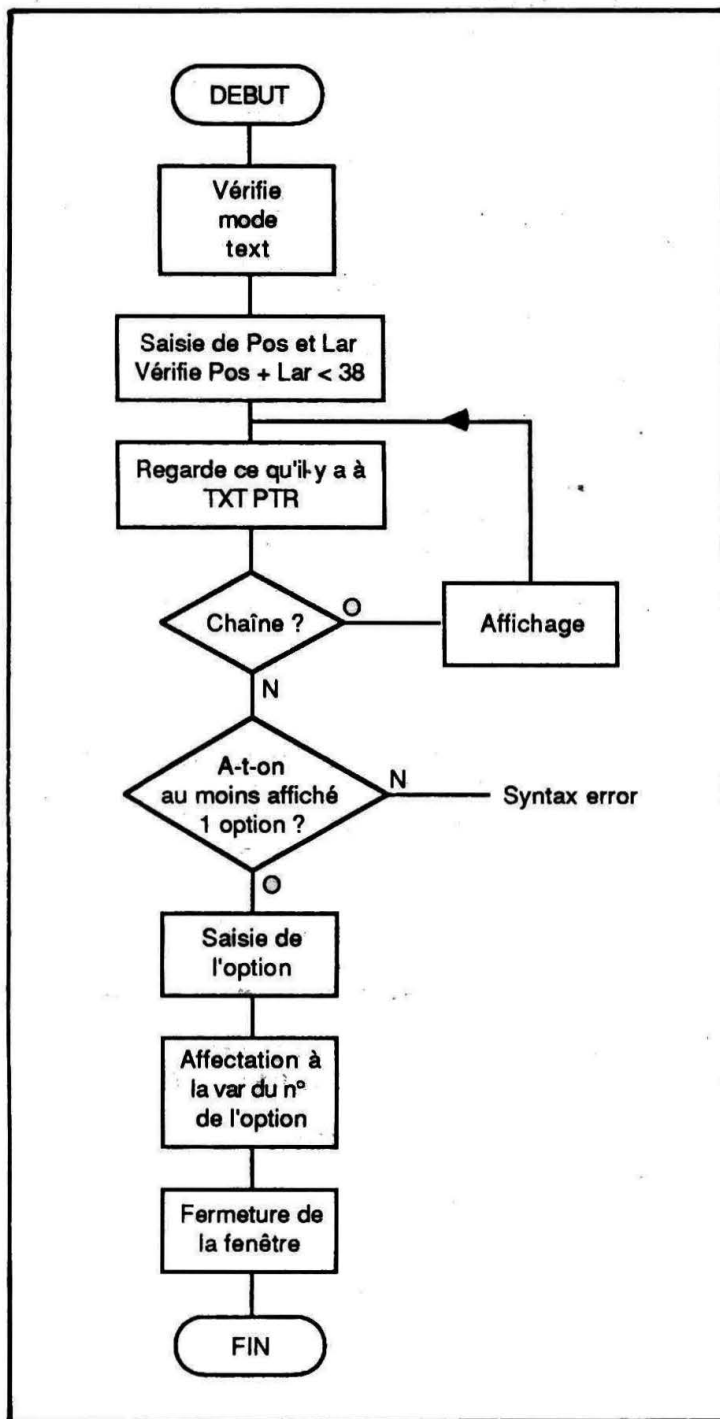 DEBUT
Vérifie
mode
text
Saisie de Pos et Lar
Vérifie Pos + Lar < 38
Regarde ce qu'il-y a à
TXT PTR
Chaîne ?
O
Affichage
N
A-t-on
au moins affiché
1 option ?
N
Syntax error
O
Saisie de
l'option
Affectation à
la var du n°
de l'option
Fermeture de
la fenêtre
FIN